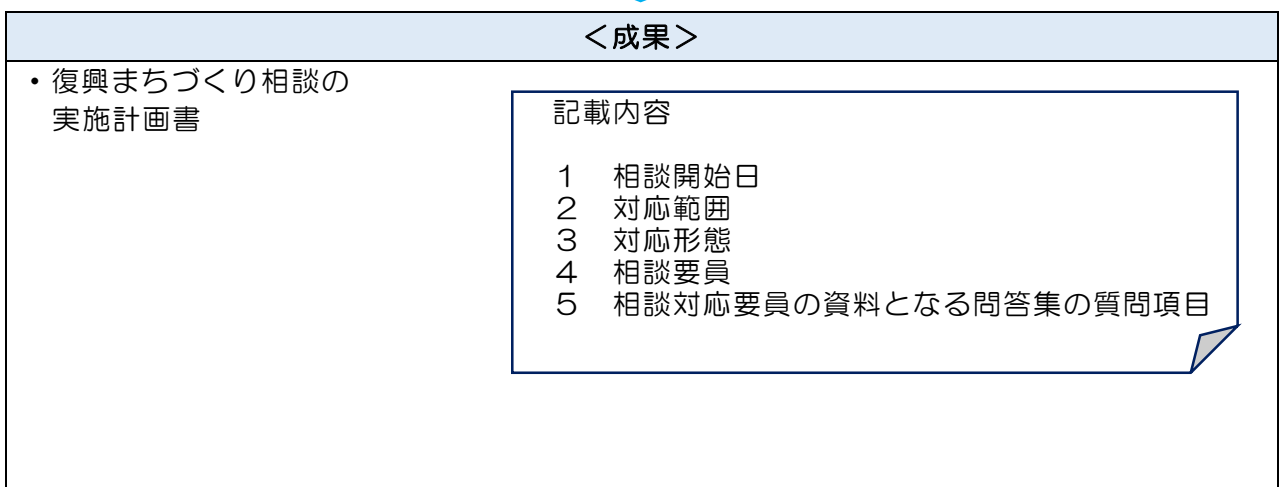 ＜成果＞
・復興まちづくり相談の
実施計画書
記載内容
１　相談開始日
２　対応範囲
３　対応形態
４　相談要員
５　相談対応要員の資料となる問答集の質問項目